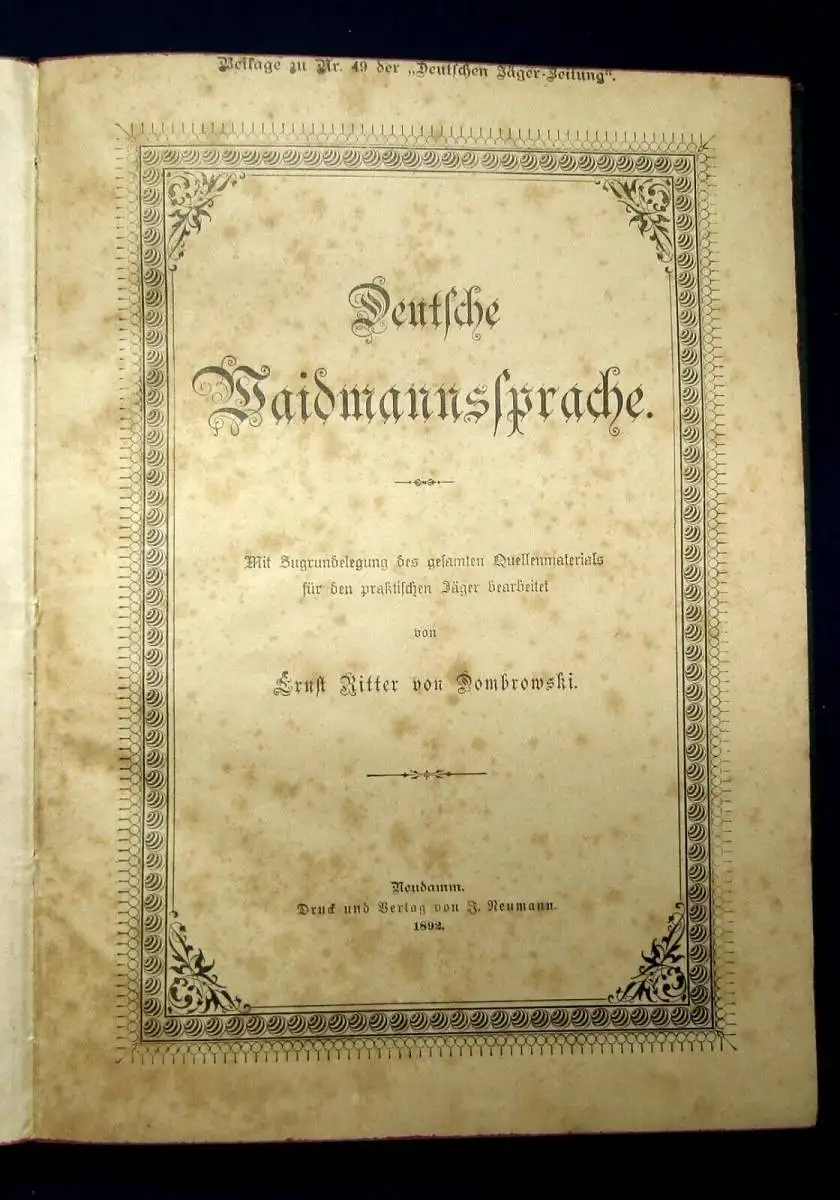 Beilage zu Nr. 49 der „Deutschen Jäger-Zeitung“.
Deutsche
Waidmannssprache.
Mit Zugrundelegung des gesamten Quellenmaterials
für den praktischen Jäger bearbeitet
von
Ernst Ritter von Dombrowski.
Neudamm.
Druck und Verlag von J. Neumann.
1892.